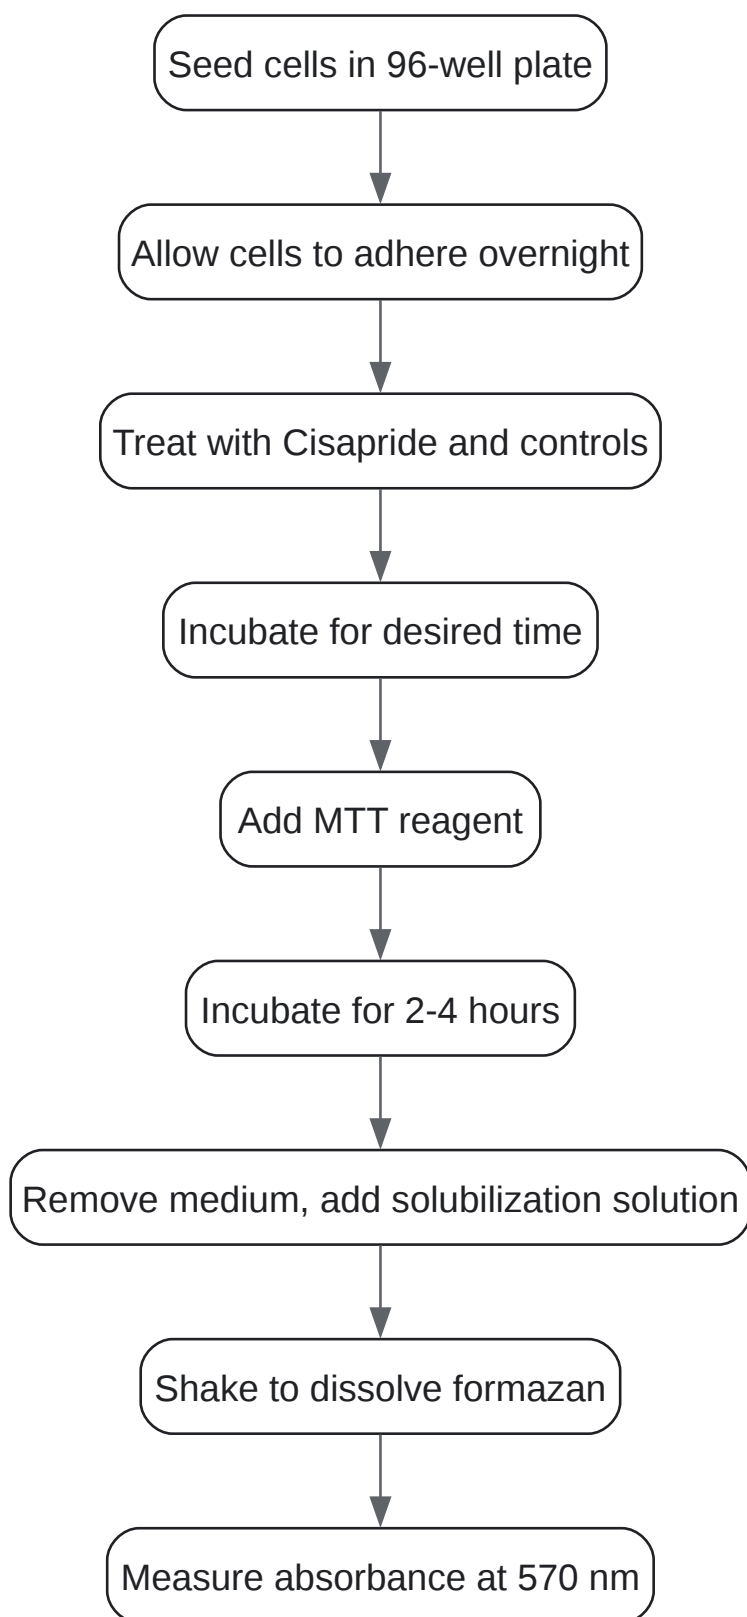 Seed cells in 96-well plate
Allow cells to adhere overnight
Treat with Cisapride and controls
Incubate for desired time
Add MTT reagent
Incubate for 2-4 hours
Remove medium, add solubilization solution
Shake to dissolve formazan
Measure absorbance at 570 nm